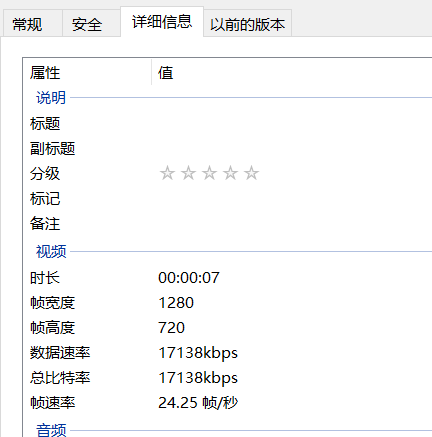 常规 安全 详细信息 以前的版本
属性 值
说明
标题
副标题
分级 ☆☆☆☆☆
标记
备注
视频
时长 00:00:07
帧宽度 1280
帧高度 720
数据速率 17138kbps
总比特率 17138kbps
帧速率 24.25 帧/秒
音频